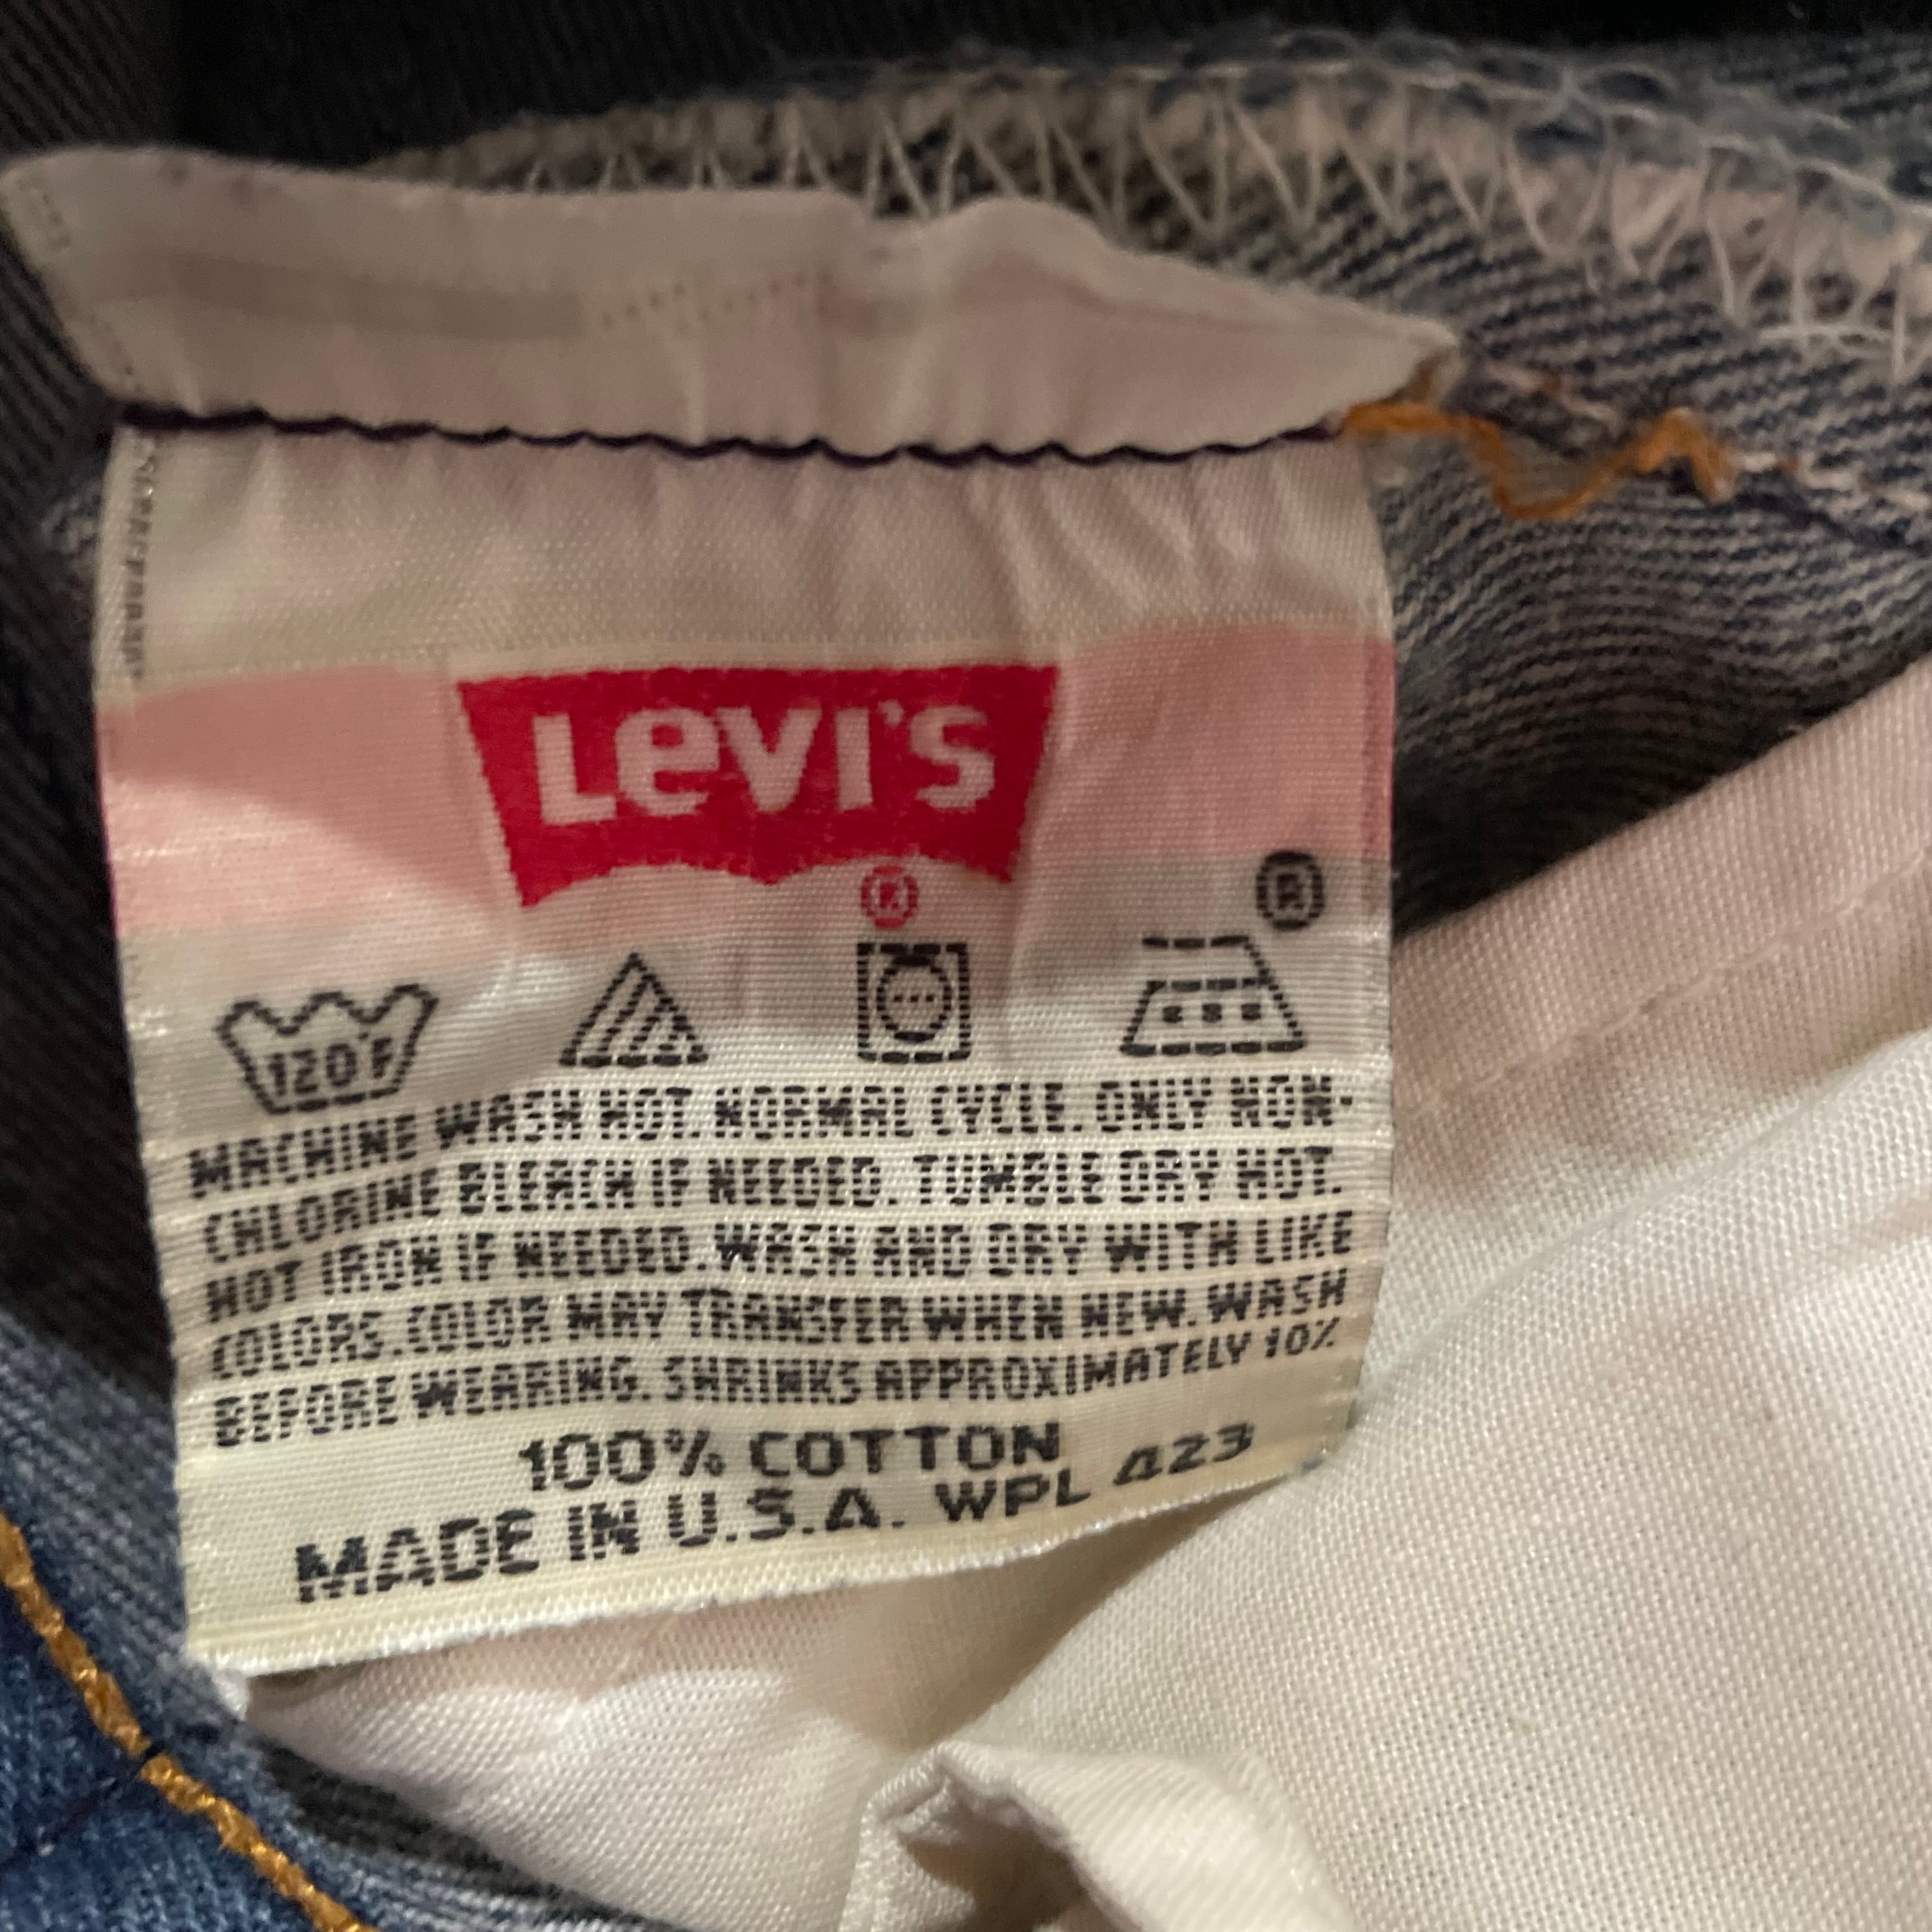 Levi's
®
®
120°F
MACHINE WASH HOT. NORMAL CYCLE. ONLY NON-
CHLORINE BLEACH IF NEEDED. TUMBLE DRY HOT.
HOT IRON IF NEEDED. WASH AND DRY WITH LIKE
COLORS. COLOR MAY TRANSFER WHEN NEW. WASH
BEFORE WEARING. SHRINKS APPROXIMATELY 10%
100% COTTON
MADE IN U.S.A. WPL 423